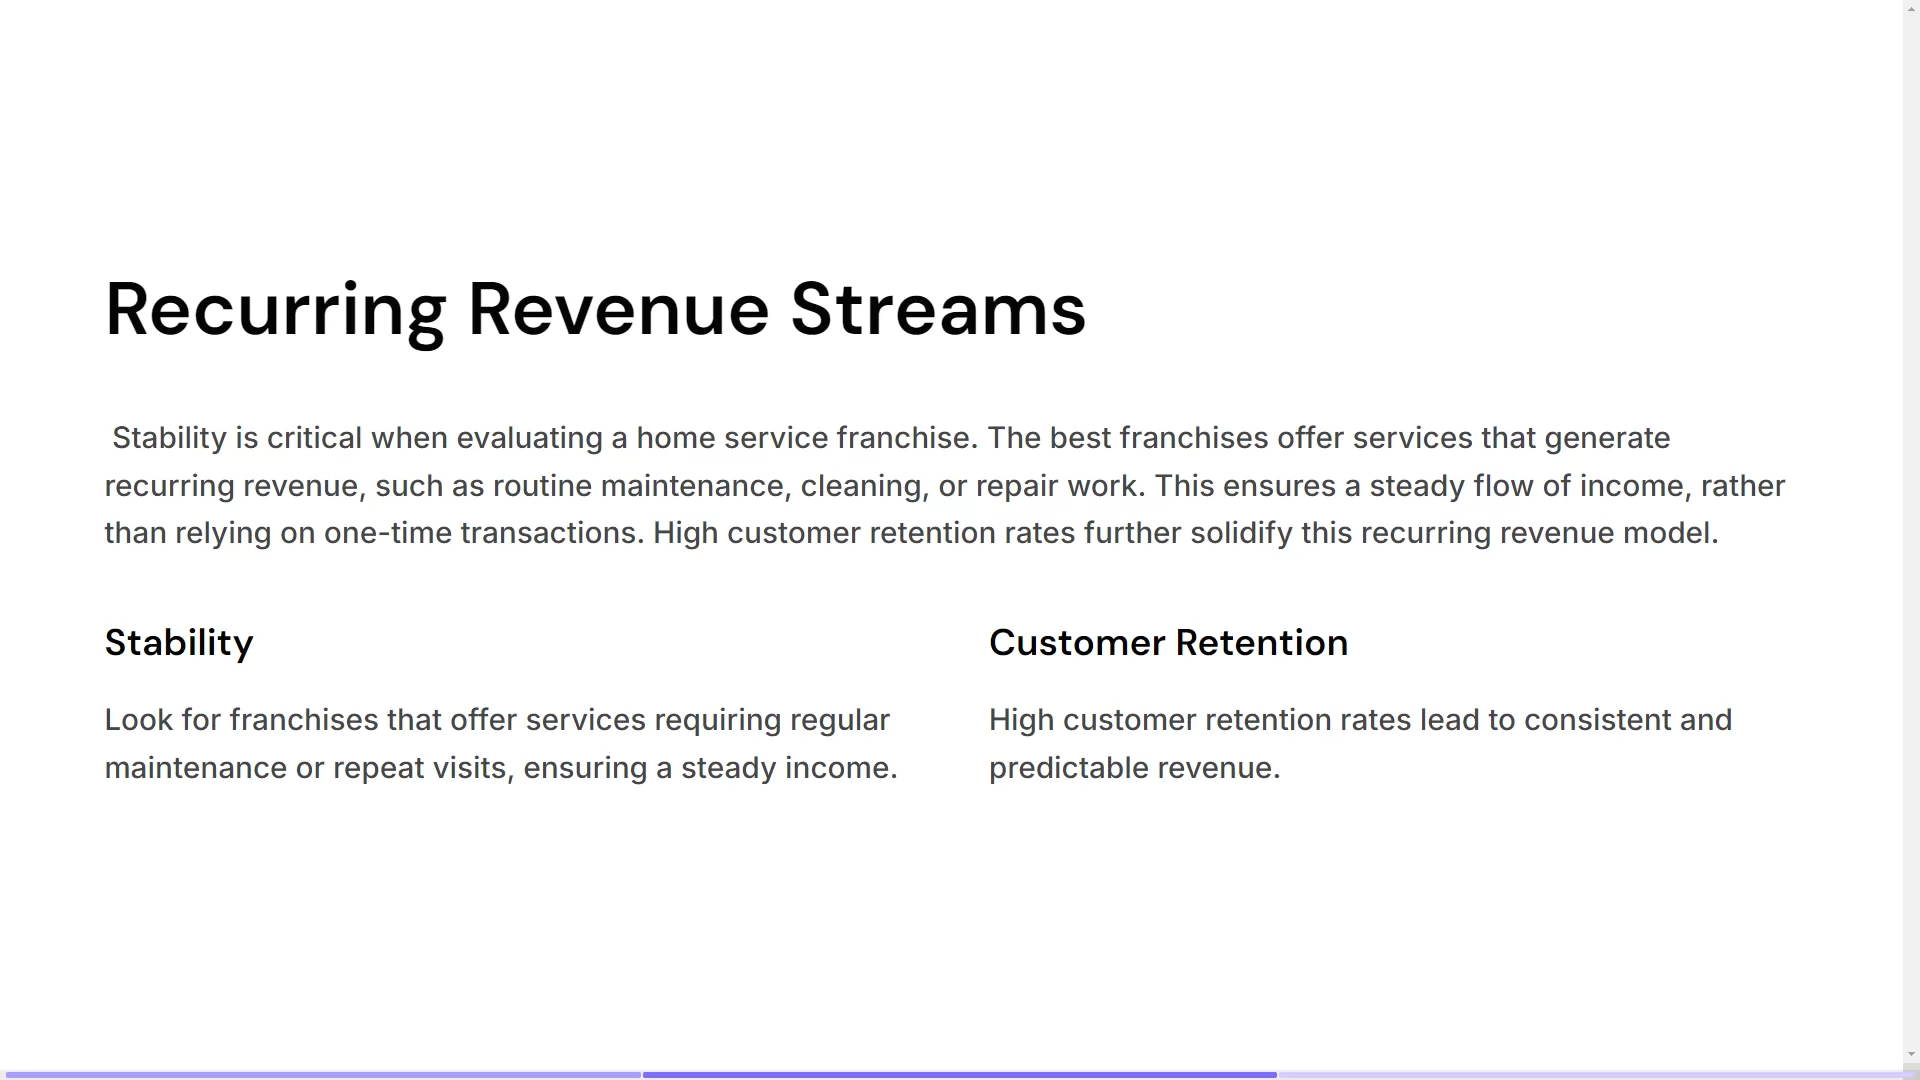 Recurring Revenue Streams
Stability is critical when evaluating a home service franchise. The best franchises offer services that generate
recurring revenue, such as routine maintenance, cleaning, or repair work. This ensures a steady flow of income, rather
than relying on one-time transactions. High customer retention rates further solidify this recurring revenue model.
Stability
Look for franchises that offer services requiring regular
maintenance or repeat visits, ensuring a steady income.
Customer Retention
High customer retention rates lead to consistent and
predictable revenue.